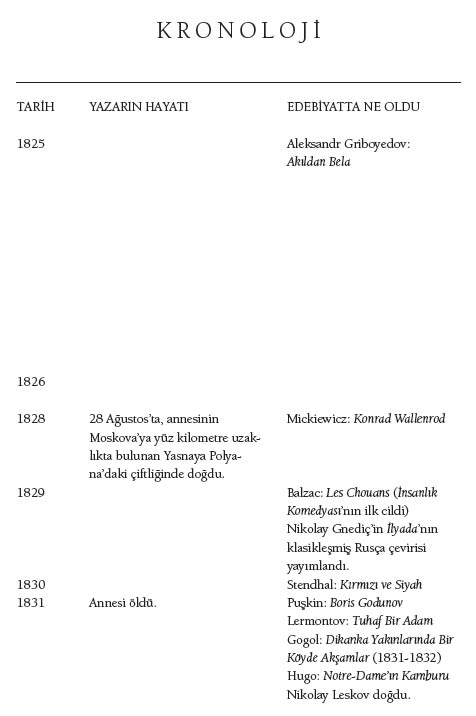 KRONOLOJİ
TARİH YAZARIN HAYATI EDEBİYATTA NE OLDU
1825 Aleksandr Griboyedov:
Akıldan Bela
1826
1828 28 Ağustos’ta, annesinin Mickiewicz: Konrad Wallenrod
Moskova’ya yüz kilometre uzak-
lıkta bulunan Yasnaya Polya-
na’daki çiftliğinde doğdu.
1829 Balzac: Les Chouans (İnsanlık
Komedyası’nın ilk cildi)
Nikolay Gnediç’in İlyada’nın
klasikleşmiş Rusça çevirisi
yayımlandı.
1830 Stendhal: Kırmızı ve Siyah
1831 Annesi öldü. Puşkin: Boris Godunov
Lermontov: Tuhaf Bir Adam
Gogol: Dikanka Yakınlarında Bir
Köyde Akşamlar (1831-1832)
Hugo: Notre-Dame’ın Kamburu
Nikolay Leskov doğdu.